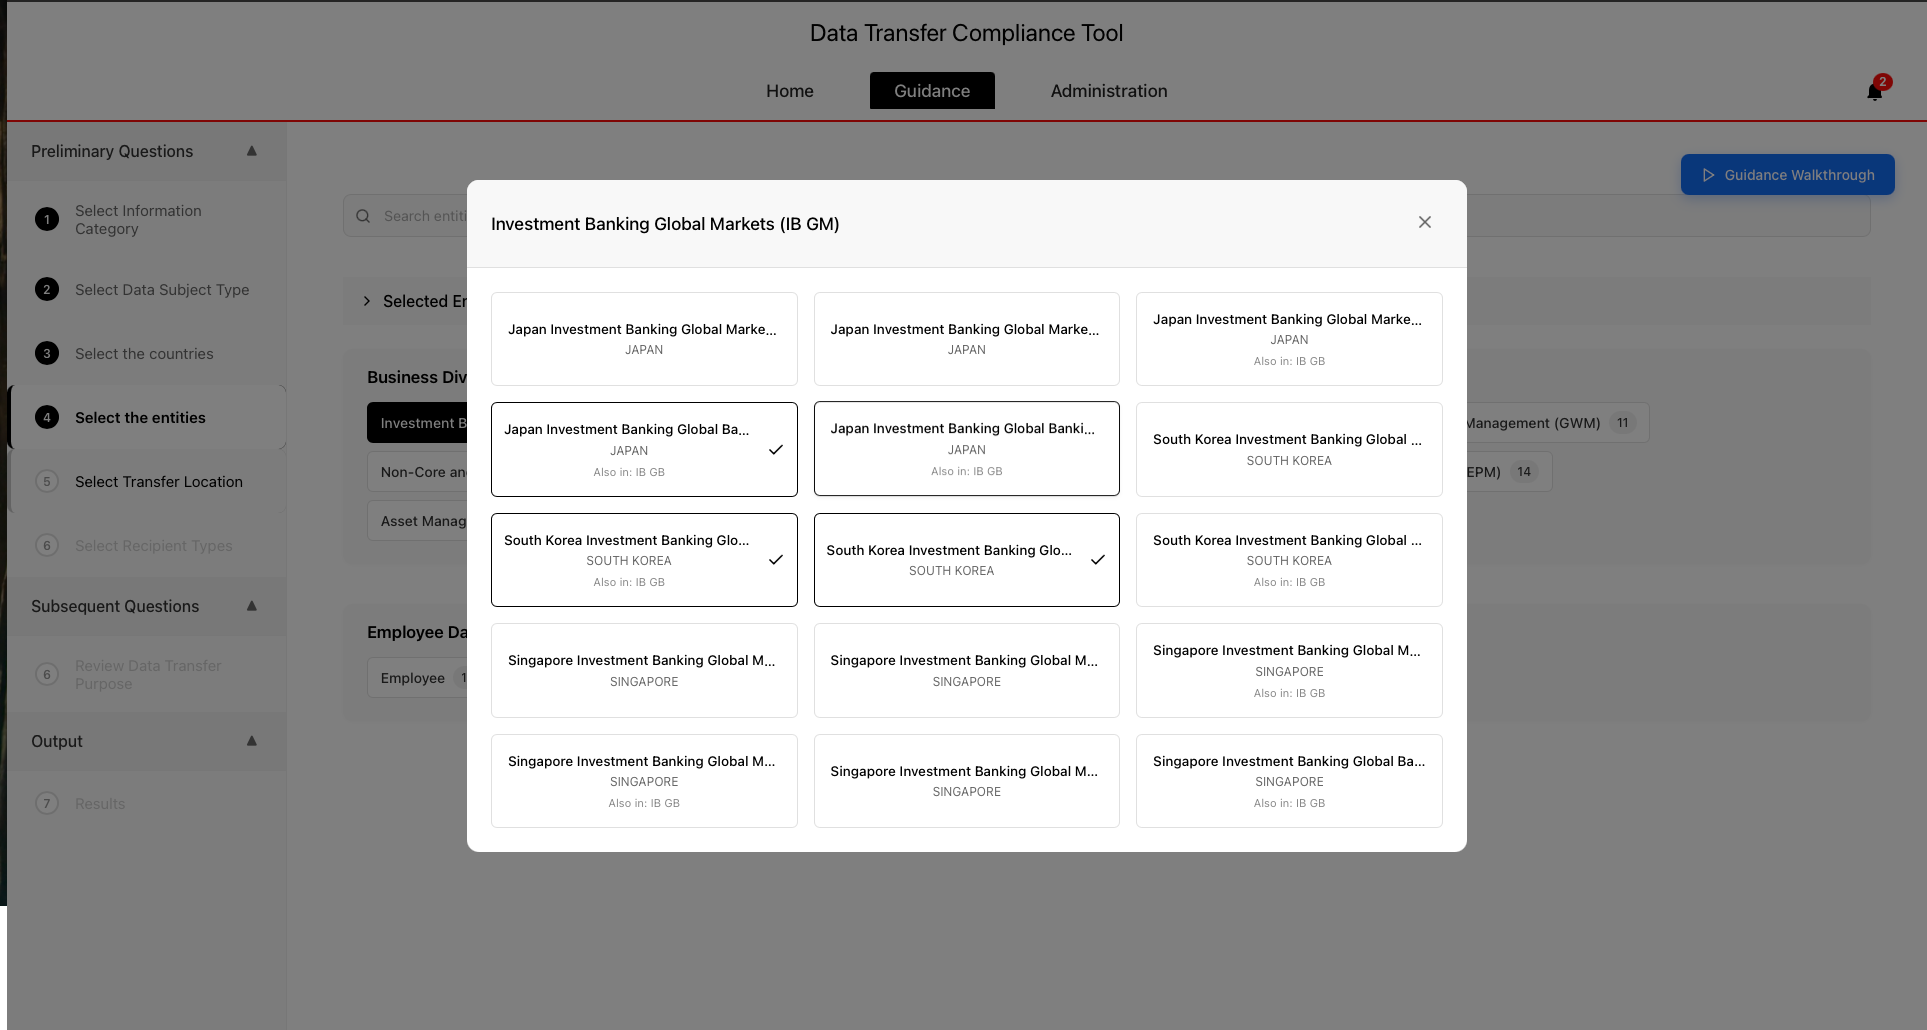 Data Transfer Compliance Tool
Home
Guidance
Administration
2
Preliminary Questions
1
Select Information
Category
2
Select Data Subject Type
3
Select the countries
4
Select the entities
5
Select Transfer Location
6
Select Recipient Types
Subsequent Questions
6
Review Data Transfer
Purpose
Output
7
Results
Guidance Walkthrough
Search entiti
Selected Er
Business Div
Investment B
Management (GWM) 11
Non-Core an
EPM) 14
Asset Manag
Employee Da
Employee 1
Investment Banking Global Markets (IB GM)
Japan Investment Banking Global Marke...
JAPAN
Japan Investment Banking Global Marke...
JAPAN
Japan Investment Banking Global Marke...
JAPAN
Also in: IB GB
Japan Investment Banking Global Ba...
JAPAN
Also in: IB GB
Japan Investment Banking Global Banki...
JAPAN
Also in: IB GB
South Korea Investment Banking Global ...
SOUTH KOREA
South Korea Investment Banking Glo...
SOUTH KOREA
Also in: IB GB
South Korea Investment Banking Glo...
SOUTH KOREA
South Korea Investment Banking Global ...
SOUTH KOREA
Also in: IB GB
Singapore Investment Banking Global M...
SINGAPORE
Singapore Investment Banking Global M...
SINGAPORE
Singapore Investment Banking Global M...
SINGAPORE
Also in: IB GB
Singapore Investment Banking Global M...
SINGAPORE
Also in: IB GB
Singapore Investment Banking Global M...
SINGAPORE
Singapore Investment Banking Global Ba...
SINGAPORE
Also in: IB GB